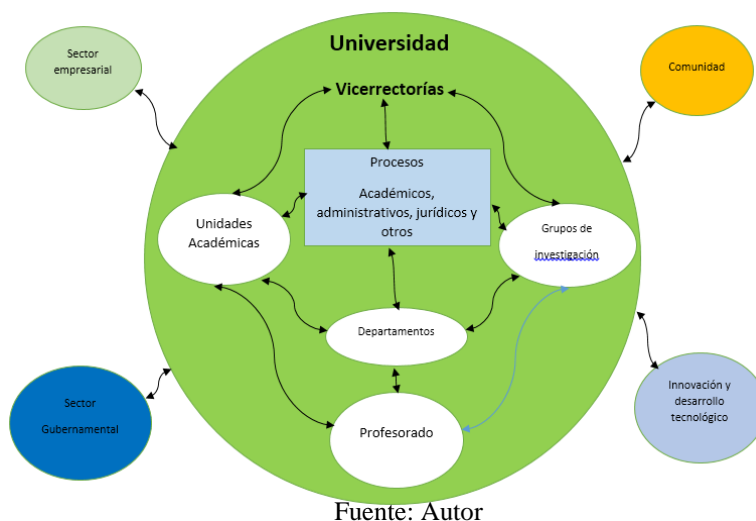 Universidad
Vicerrectorías
Sector
empresarial
Comunidad
Procesos
Académicos,
administrativos, jurídicos y
otros
Unidades
Académicas
Grupos de
investigación
Departamentos
Sector
Gubernamental
Profesorado
Innovación y
desarrollo
tecnológico
Fuente: Autor